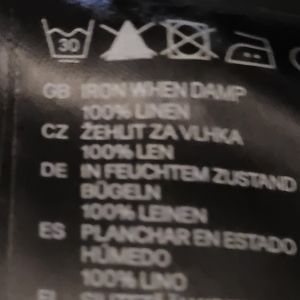 30
GB IRON WHEN DAMP
100% LINEN
CZ ŽEHLIT ZA VLHKA
100% LEN
DE IN FEUCHTEM ZUSTAND
BÜGELN
100% LEINEN
ES PLANCHAR EN ESTADO
HÚMEDO
100% LINO